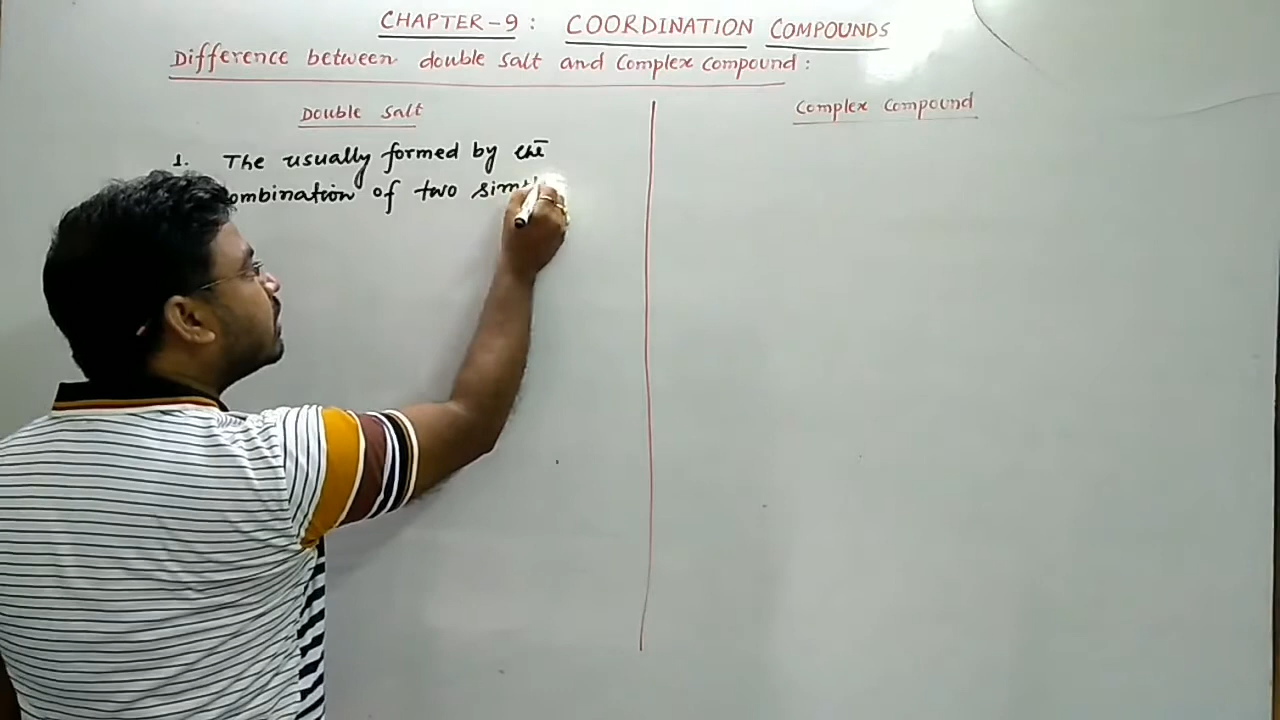 CHAPTER-9: COORDINATION COMPOUNDS
Difference between double salt and complex compound:
Double salt
1. The usually formed by the
combination of two
Complex Compound